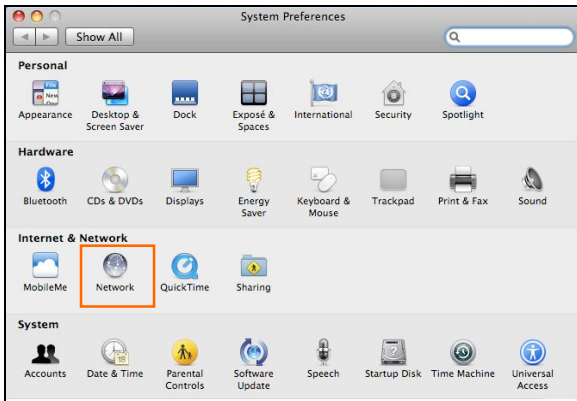 System Preferences
Show All
Personal
Appearance
Desktop &
Screen Saver
Dock
Exposé &
Spaces
International
Security
Spotlight
Hardware
Bluetooth
CDs & DVDs
Displays
Energy
Saver
Keyboard &
Mouse
Trackpad
Print & Fax
Sound
Internet & Network
MobileMe
Network
QuickTime
Sharing
System
Accounts
Date & Time
Parental
Controls
Software
Update
Speech
Startup Disk
Time Machine
Universal
Access